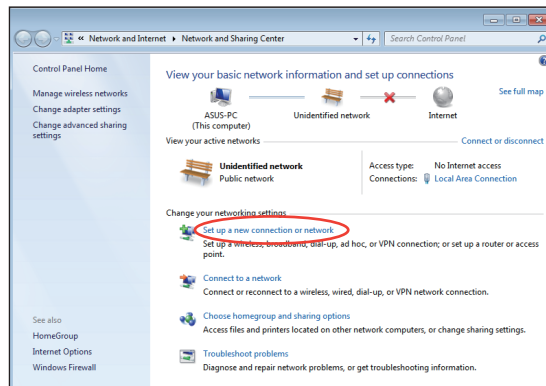 « Network and Internet ▸ Network and Sharing Center
Search Control Panel
Control Panel Home
Manage wireless networks
Change adapter settings
Change advanced sharing
settings
See also
HomeGroup
Internet Options
Windows Firewall
View your basic network information and set up connections
See full map
ASUS-PC
(This computer)
Unidentified network
Internet
View your active networks
Connect or disconnect
Unidentified network
Public network
Access type: No Internet access
Connections: Local Area Connection
Change your networking settings
Set up a new connection or network
Set up a wireless, broadband, dial-up, ad hoc, or VPN connection; or set up a router or access
point.
Connect to a network
Connect or reconnect to a wireless, wired, dial-up, or VPN network connection.
Choose homegroup and sharing options
Access files and printers located on other network computers, or change sharing settings.
Troubleshoot problems
Diagnose and repair network problems, or get troubleshooting information.